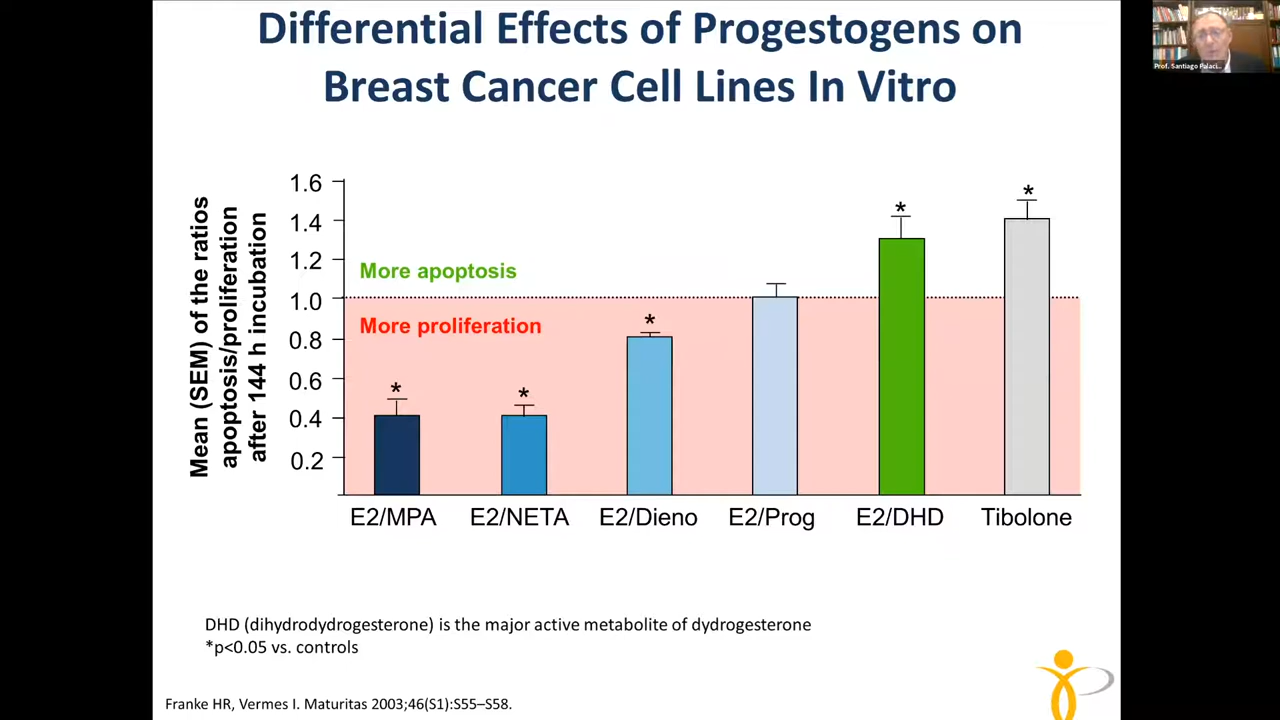 Differential Effects of Progestogens on
Breast Cancer Cell Lines In Vitro
Prof. Santiago Palaci...
Mean (SEM) of the ratios
apoptosis/proliferation
after 144 h incubation
1.6
1.4
1.2
1.0
0.8
0.6
0.4
0.2
More apoptosis
More proliferation
*
*
*
*
*
E2/MPA E2/NETA E2/Dieno E2/Prog E2/DHD Tibolone
DHD (dihydrodydrogesterone) is the major active metabolite of dydrogesterone
*p<0.05 vs. controls
Franke HR, Vermes I. Maturitas 2003;46(S1):S55–S58.